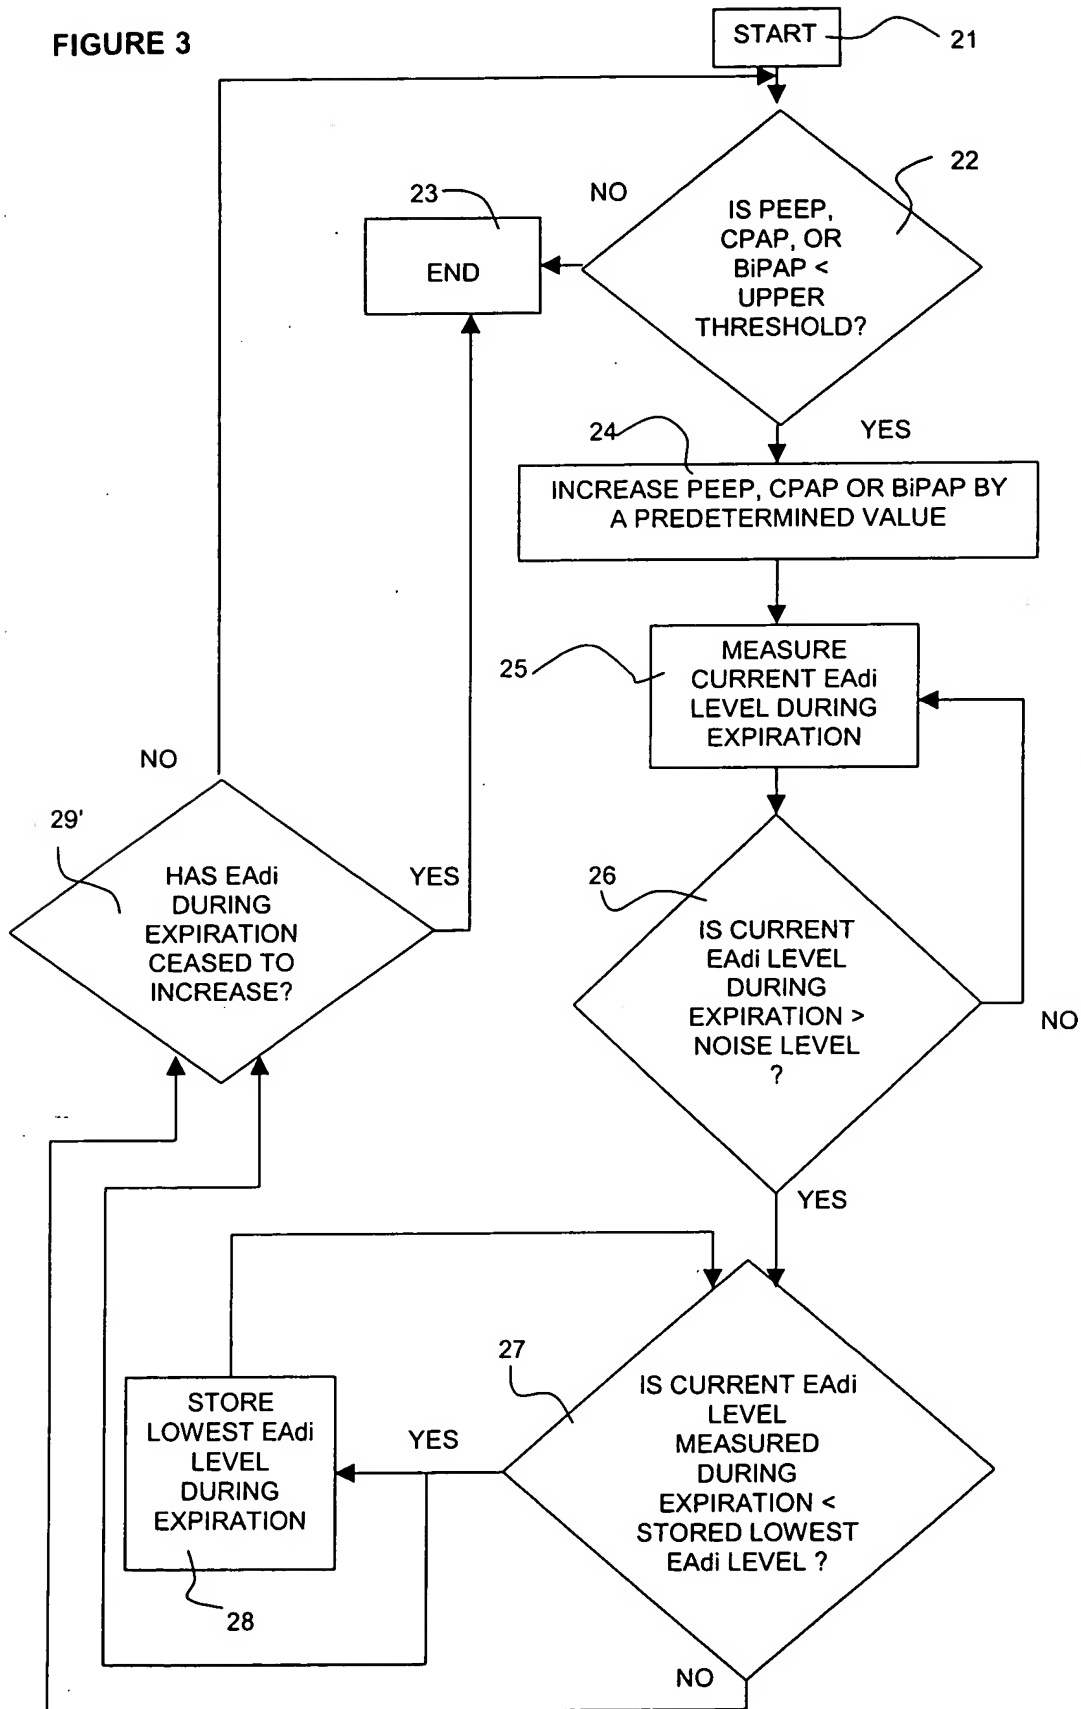 FIGURE 3
START
21
22
NO
23
IS PEEP,
CPAP, OR
BiPAP <
UPPER
THRESHOLD?
END
24
YES
INCREASE PEEP, CPAP OR BiPAP BY
A PREDETERMINED VALUE
25
MEASURE
CURRENT EAdi
LEVEL DURING
EXPIRATION
NO
29'
HAS EAdi
DURING
EXPIRATION
CEASED TO
INCREASE?
YES
26
IS CURRENT
EAdi LEVEL
DURING
EXPIRATION >
NOISE LEVEL
?
NO
YES
27
STORE
LOWEST EAdi
LEVEL
DURING
EXPIRATION
YES
IS CURRENT EAdi
LEVEL
MEASURED
DURING
EXPIRATION <
STORED LOWEST
EAdi LEVEL ?
28
NO